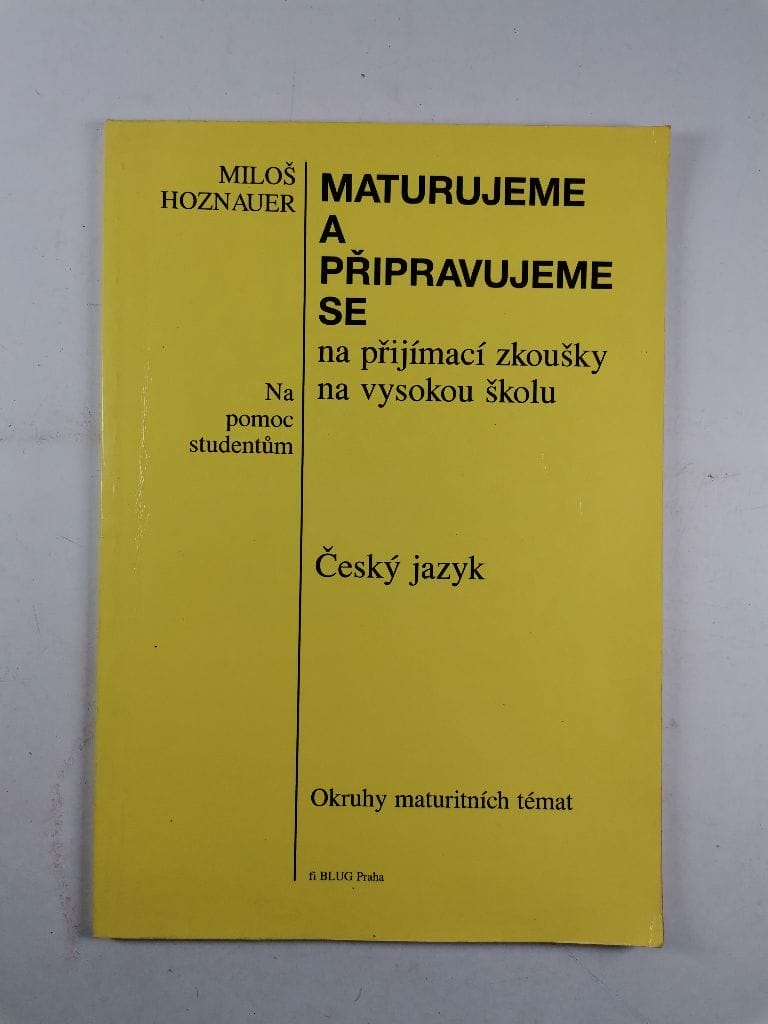 MILOŠ
HOZNAUER
MATURUJEME
A
PŘIPRAVUJEME
SE
na přijímací zkoušky
na vysokou školu
Na
pomoc
studentům
Český jazyk
Okruhy maturitních témat
fi BLUG Praha